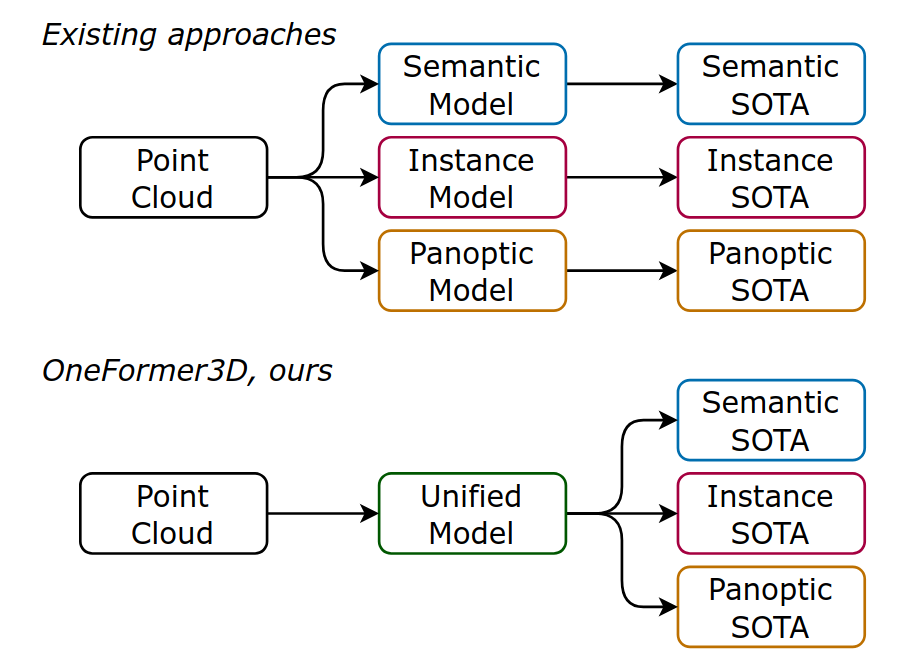 Existing approaches
Point
Cloud
Semantic
Model
Semantic
SOTA
Instance
Model
Instance
SOTA
Panoptic
Model
Panoptic
SOTA
OneFormer3D, ours
Point
Cloud
Unified
Model
Semantic
SOTA
Instance
SOTA
Panoptic
SOTA